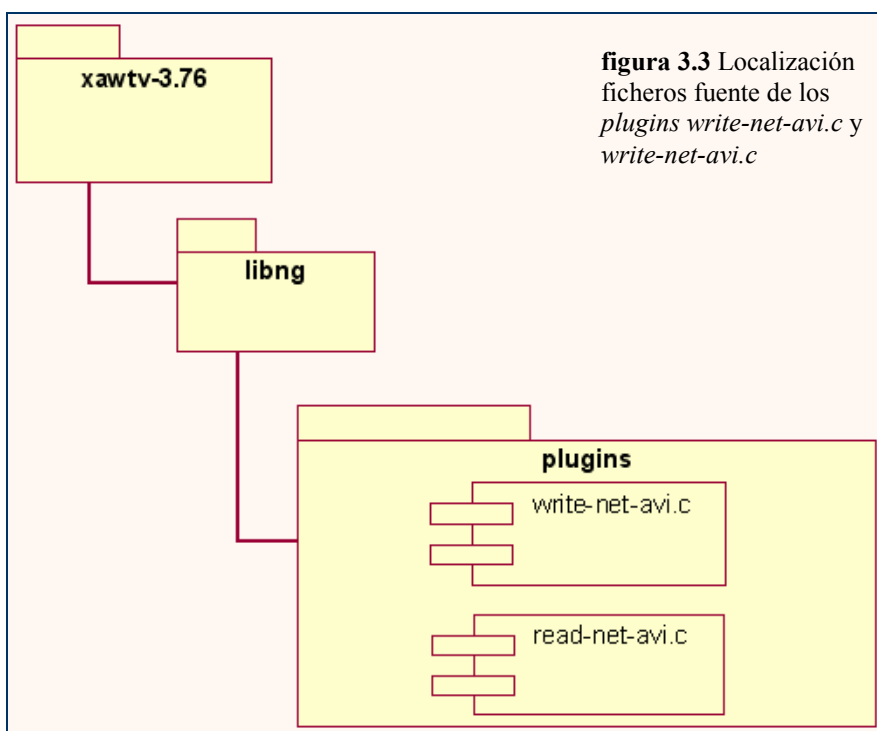 xawtv-3.76
figura 3.3 Localización
ficheros fuente de los
plugins write-net-avi.c y
write-net-avi.c
libng
plugins
write-net-avi.c
read-net-avi.c